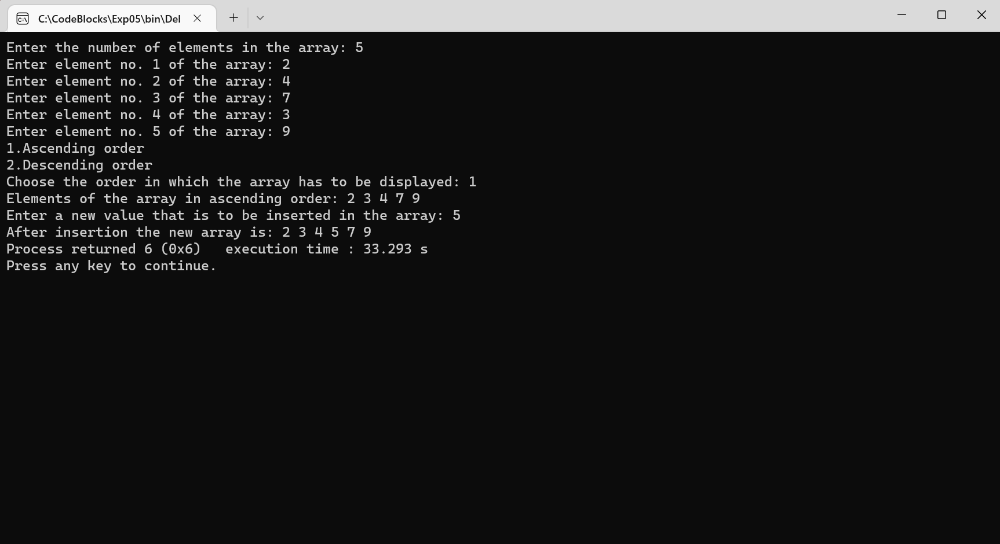 C:\CodeBlocks\Exp05\bin\Del
Enter the number of elements in the array: 5
Enter element no. 1 of the array: 2
Enter element no. 2 of the array: 4
Enter element no. 3 of the array: 7
Enter element no. 4 of the array: 3
Enter element no. 5 of the array: 9
1.Ascending order
2.Descending order
Choose the order in which the array has to be displayed: 1
Elements of the array in ascending order: 2 3 4 7 9
Enter a new value that is to be inserted in the array: 5
After insertion the new array is: 2 3 4 5 7 9
Process returned 6 (0x6)   execution time : 33.293 s
Press any key to continue.